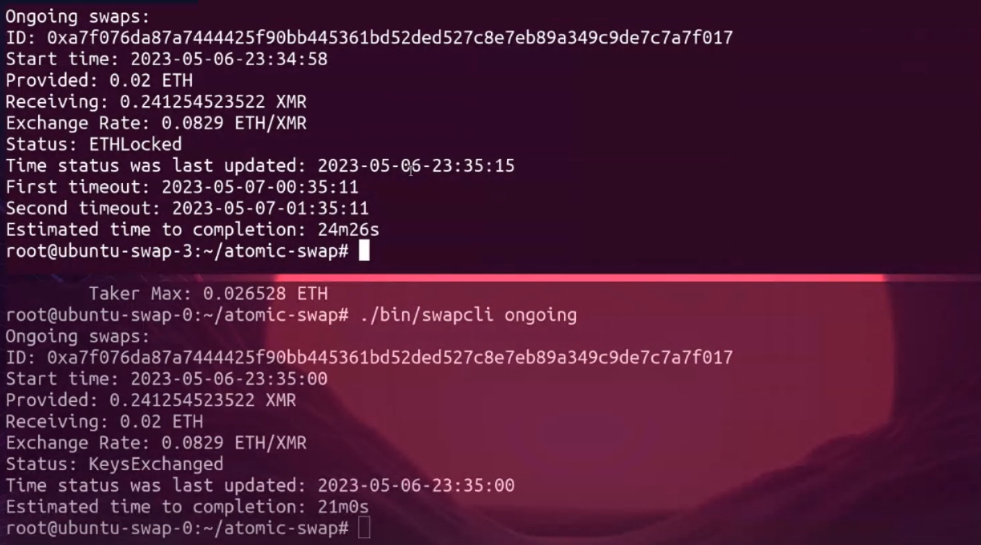 Ongoing swaps:
ID: 0xa7f076da87a7444425f90bb445361bd52ded527c8e7eb89a349c9de7c7a7f017
Start time: 2023-05-06-23:34:58
Provided: 0.02 ETH
Receiving: 0.241254523522 XMR
Exchange Rate: 0.0829 ETH/XMR
Status: ETHLocked
Time status was last updated: 2023-05-06-23:35:15
First timeout: 2023-05-07-00:35:11
Second timeout: 2023-05-07-01:35:11
Estimated time to completion: 24m26s
root@ubuntu-swap-3:~/atomic-swap#
Taker Max: 0.026528 ETH
root@ubuntu-swap-0:~/atomic-swap# ./bin/swapcli ongoing
Ongoing swaps:
ID: 0xa7f076da87a7444425f90bb445361bd52ded527c8e7eb89a349c9de7c7a7f017
Start time: 2023-05-06-23:35:00
Provided: 0.241254523522 XMR
Receiving: 0.02 ETH
Exchange Rate: 0.0829 ETH/XMR
Status: KeysExchanged
Time status was last updated: 2023-05-06-23:35:00
Estimated time to completion: 21m0s
root@ubuntu-swap-0:~/atomic-swap#